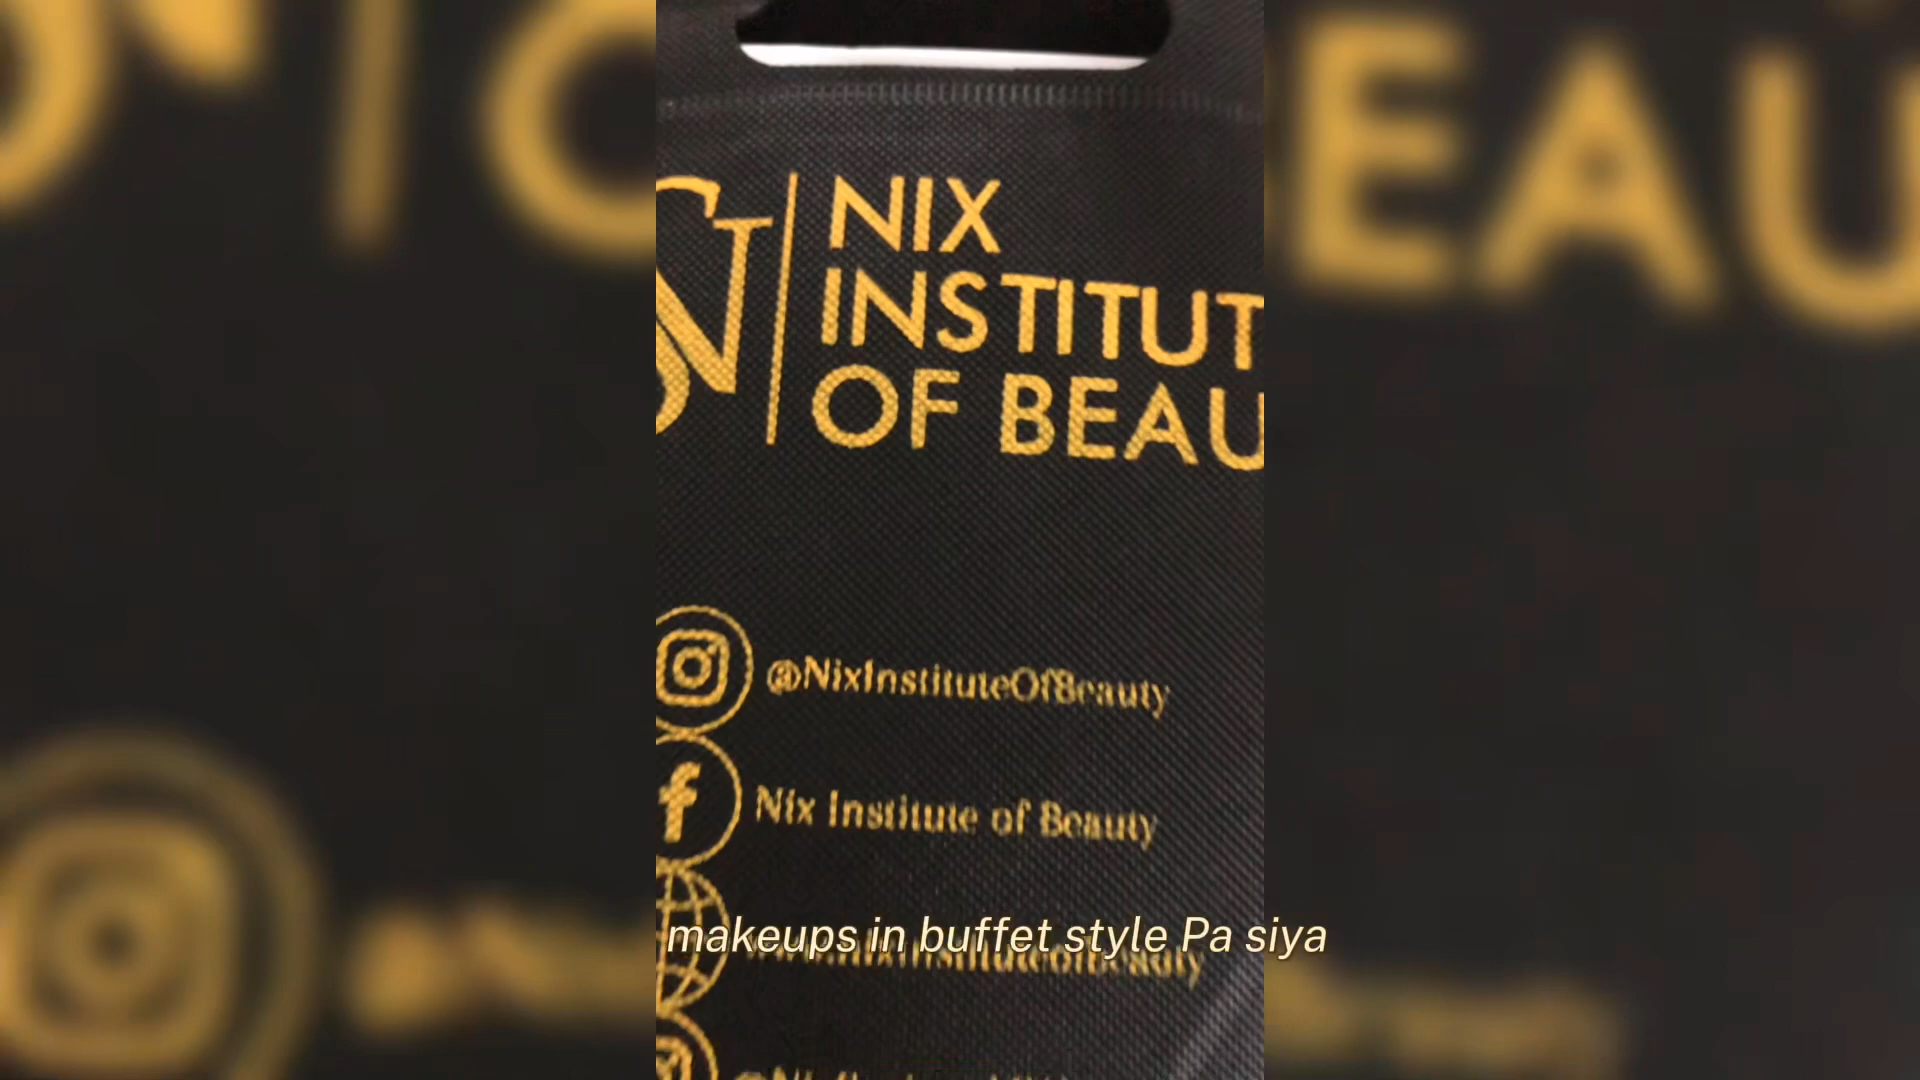 NIX
INSTITUT
OF BEAU
@NixInstituteOfBeauty
Nix Institute of Beauty
makeups in buffet style Pa siya